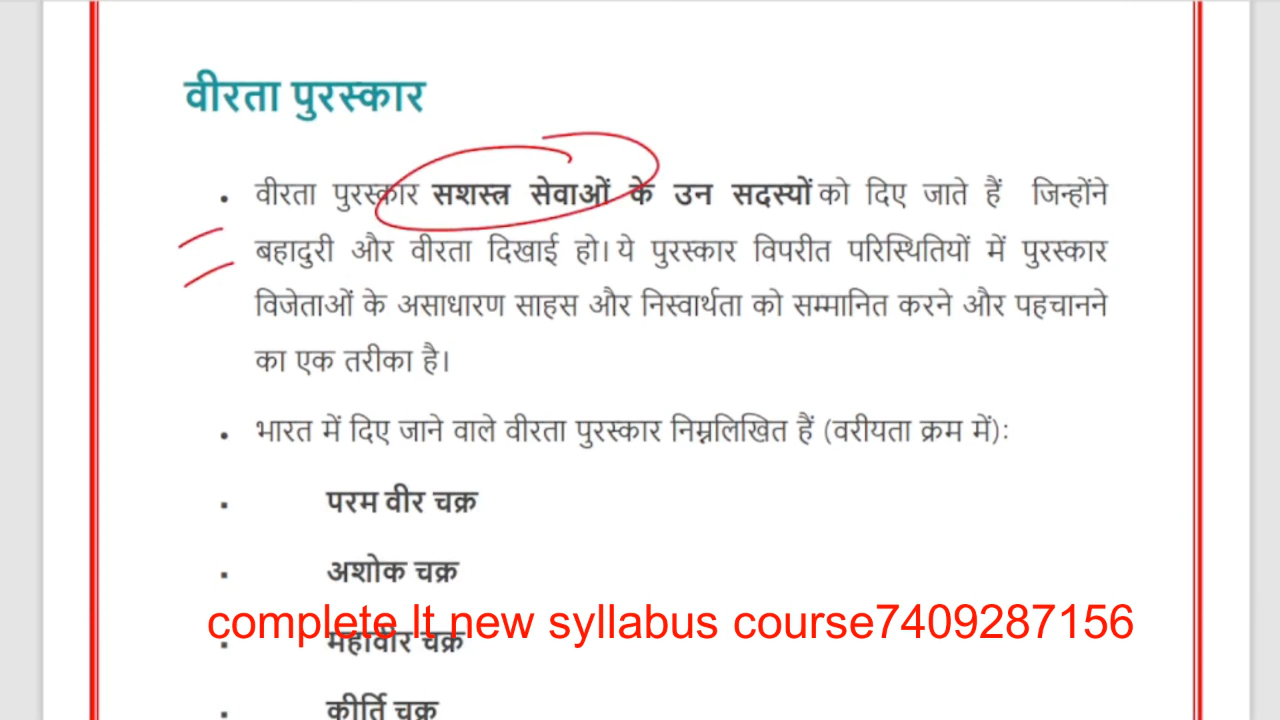 वीरता पुरस्कार
• वीरता पुरस्कार सशस्त्र सेवाओं के उन सदस्यों को दिए जाते हैं जिन्होंने
बहादुरी और वीरता दिखाई हो। ये पुरस्कार विपरीत परिस्थितियों में पुरस्कार
विजेताओं के असाधारण साहस और निस्वार्थता को सम्मानित करने और पहचानने
का एक तरीका है।
• भारत में दिए जाने वाले वीरता पुरस्कार निम्नलिखित हैं (वरीयता क्रम में):
▪ परम वीर चक्र
▪ अशोक चक्र
complete lt new syllabus course7409287156
▪ महावीर चक्र
▪ कीर्ति चक्र